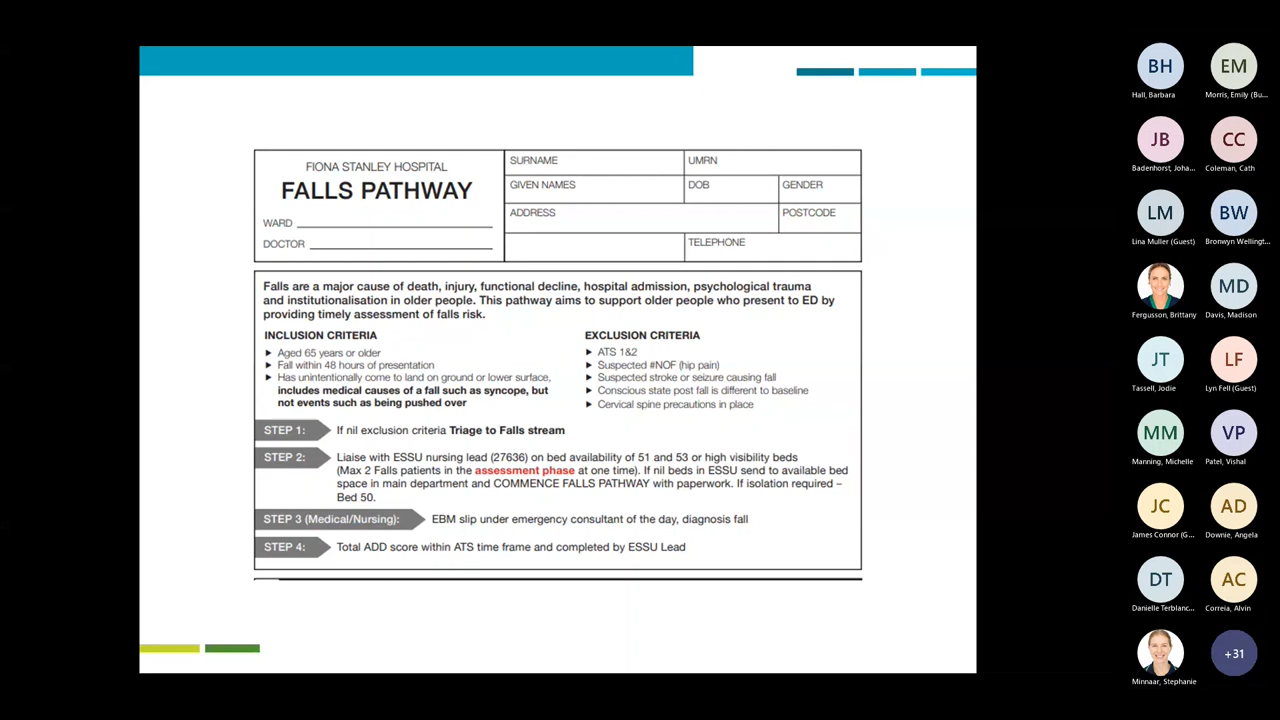 FIONA STANLEY HOSPITAL
FALLS PATHWAY
WARD
DOCTOR
SURNAME
UMRN
GIVEN NAMES
DOB
GENDER
ADDRESS
POSTCODE
TELEPHONE
Falls are a major cause of death, injury, functional decline, hospital admission, psychological trauma
and institutionalisation in older people. This pathway aims to support older people who present to ED by
providing timely assessment of falls risk.
INCLUSION CRITERIA
Aged 65 years or older
Fall within 48 hours of presentation
Has unintentionally come to land on ground or lower surface,
includes medical causes of a fall such as syncope, but
not events such as being pushed over
EXCLUSION CRITERIA
ATS 1&2
Suspected #NOF (hip pain)
Suspected stroke or seizure causing fall
Conscious state post fall is different to baseline
Cervical spine precautions in place
STEP 1: If nil exclusion criteria Triage to Falls stream
STEP 2: Liaise with ESSU nursing lead (27636) on bed availability of 51 and 53 or high visibility beds
(Max 2 Falls patients in the assessment phase at one time). If nil beds in ESSU send to available bed
space in main department and COMMENCE FALLS PATHWAY with paperwork. If isolation required –
Bed 50.
STEP 3 (Medical/Nursing): EBM slip under emergency consultant of the day, diagnosis fall
STEP 4: Total ADD score within ATS time frame and completed by ESSU Lead
BH EM
Hall, Barbara Morris, Emily (Bu...
JB CC
Badenhorst, Joha... Coleman, Cath
LM BW
Lina Muller (Guest) Bronwyn Wellingt...
MD
Fergusson, Brittany Davis, Madison
JT LF
Tassell, Jodie Lyn Fell (Guest)
MM VP
Manning, Michelle Patel, Vishal
JC AD
James Connor (G... Downie, Angela
DT AC
Danielle Terblanc... Correia, Alvin
+31
Minnaar, Stephanie